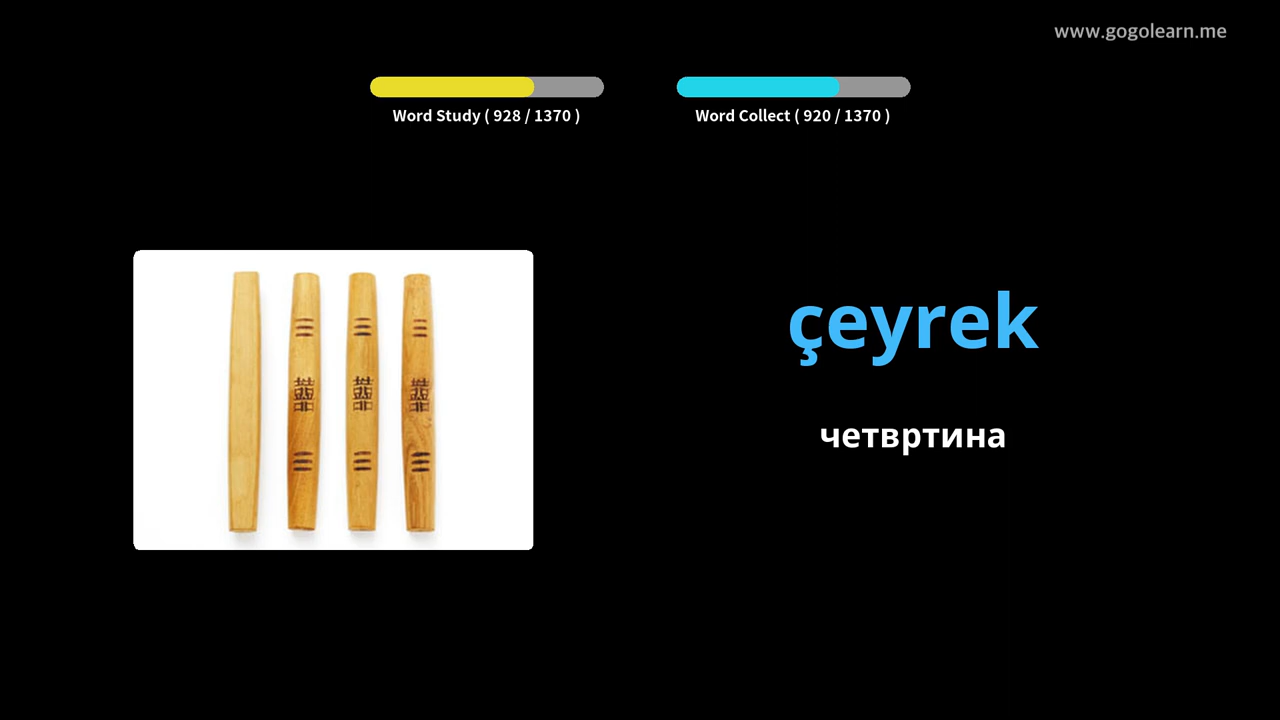 www.gogolearn.me
Word Study ( 928 / 1370 )
Word Collect ( 920 / 1370 )
çeyrek
четвртина